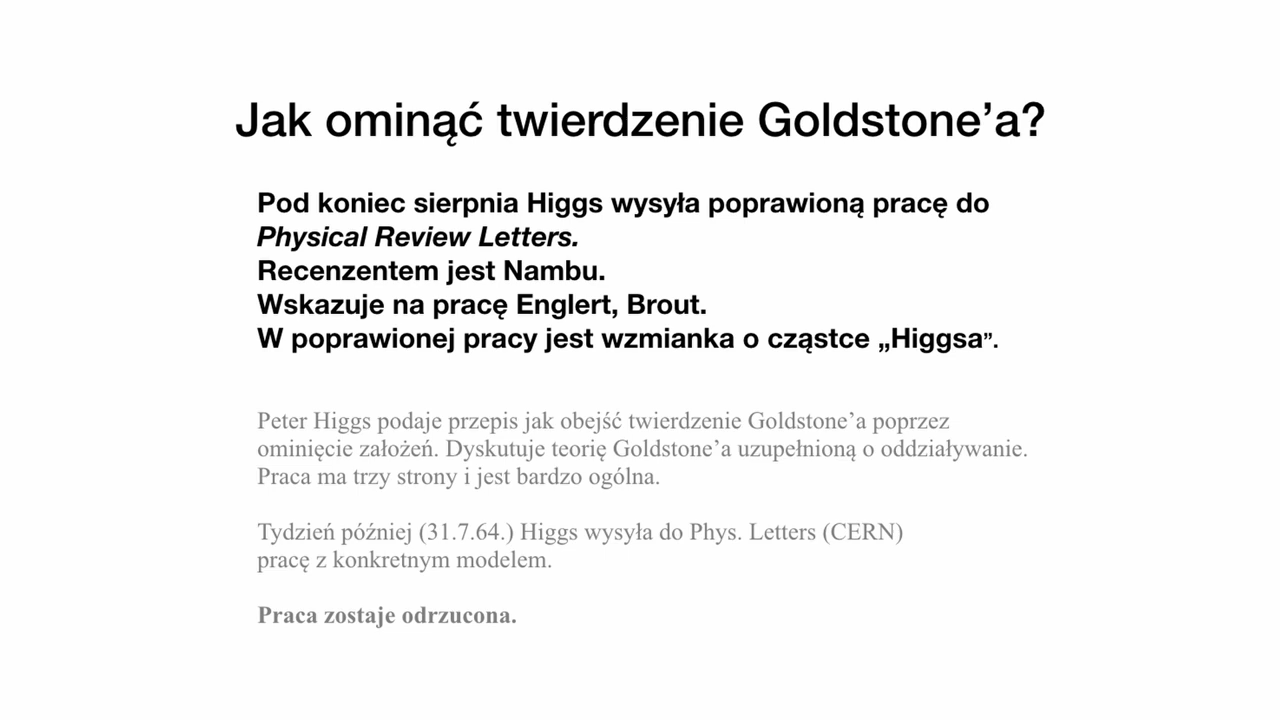 Jak ominąć twierdzenie Goldstone’a?
Pod koniec sierpnia Higgs wysyła poprawioną pracę do
Physical Review Letters.
Recenzentem jest Nambu.
Wskazuje na pracę Englert, Brout.
W poprawionej pracy jest wzmianka o cząstce „Higgsa”.
Peter Higgs podaje przepis jak obejść twierdzenie Goldstone’a poprzez
ominięcie założeń. Dyskutuje teorię Goldstone’a uzupełnioną o oddziaływanie.
Praca ma trzy strony i jest bardzo ogólna.
Tydzień później (31.7.64.) Higgs wysyła do Phys. Letters (CERN)
pracę z konkretnym modelem.
Praca zostaje odrzucona.